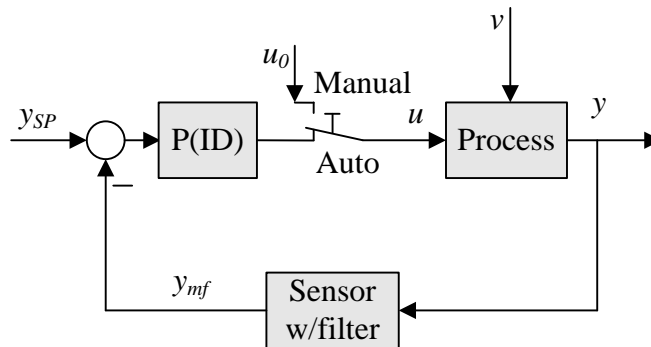 v
u0
Manual
ySP
P(ID)
u
Process
y
Auto
ymf
Sensor
w/filter